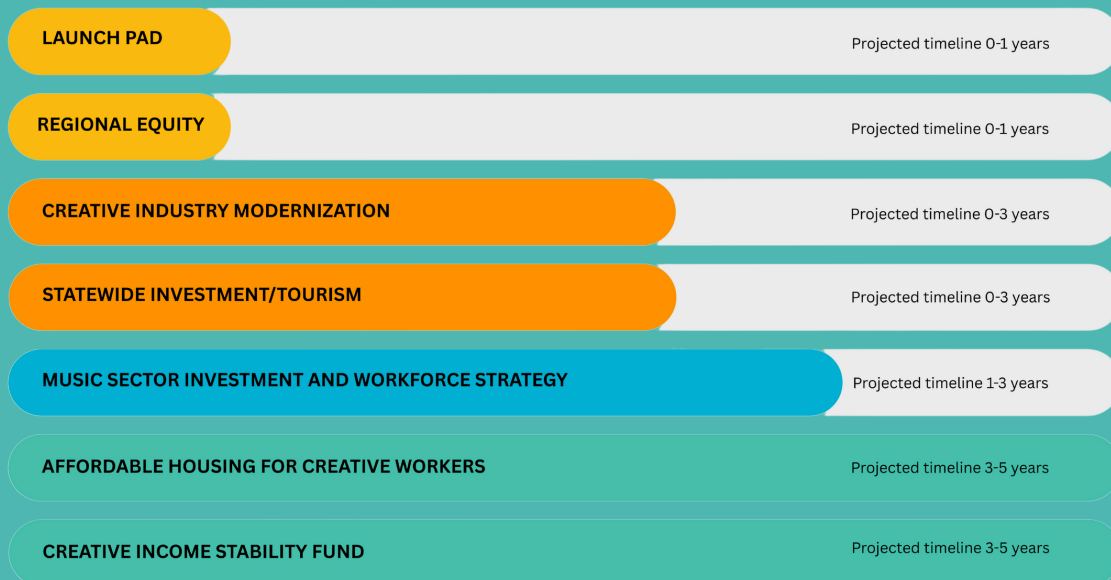 LAUNCH PAD
Projected timeline 0-1 years
REGIONAL EQUITY
Projected timeline 0-1 years
CREATIVE INDUSTRY MODERNIZATION
Projected timeline 0-3 years
STATEWIDE INVESTMENT/TOURISM
Projected timeline 0-3 years
MUSIC SECTOR INVESTMENT AND WORKFORCE STRATEGY
Projected timeline 1-3 years
AFFORDABLE HOUSING FOR CREATIVE WORKERS
Projected timeline 3-5 years
CREATIVE INCOME STABILITY FUND
Projected timeline 3-5 years